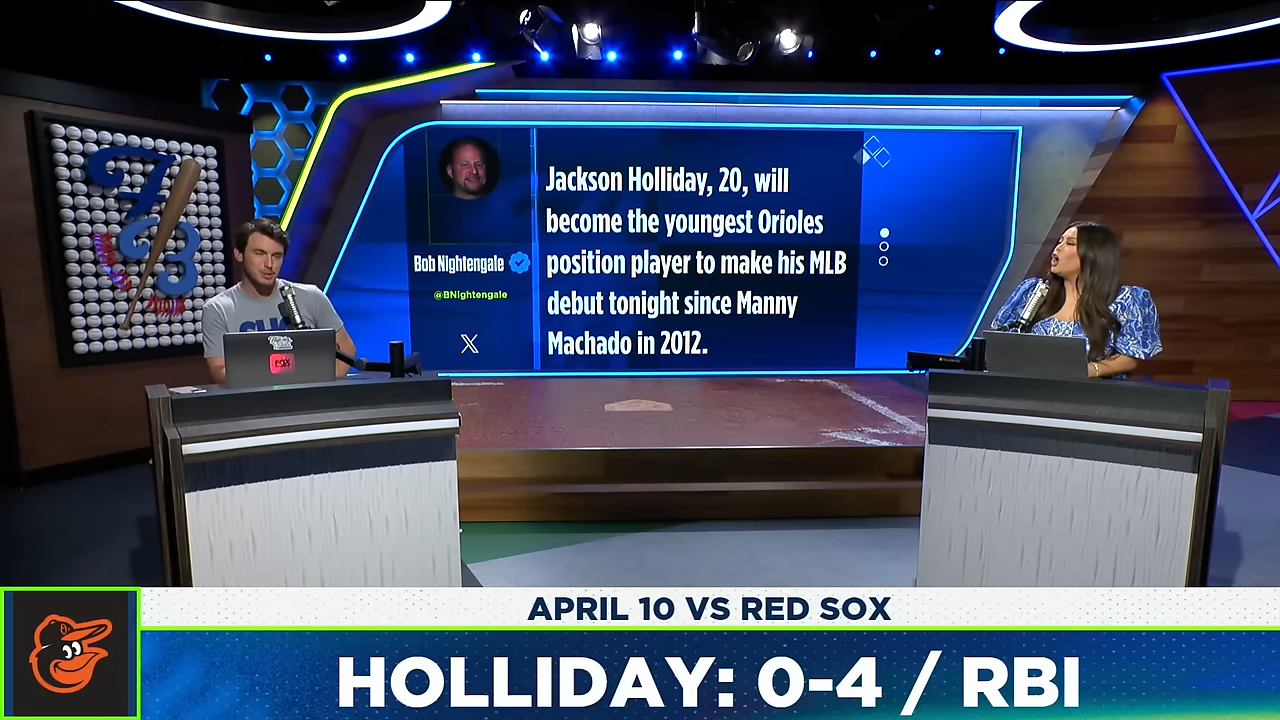 Jackson Holliday, 20, will
become the youngest Orioles
position player to make his MLB
debut tonight since Manny
Machado in 2012.
Bob Nightengale
@BNightengale
X
APRIL 10 VS RED SOX
HOLLIDAY: 0-4 / RBI